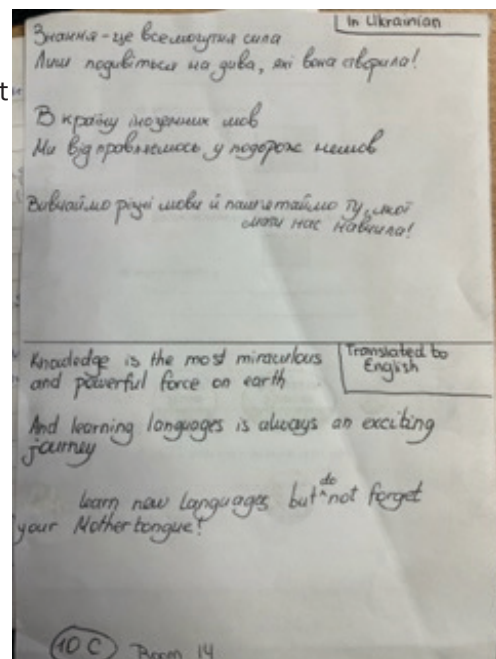 In Ukrainian
Знання - це всемогутня сила
Лиш подивіться на дива, які вона створила!
В країну іноземних мов
Ми відправляємось у подорож немов
Вивчаймо різні мови й пам'ятаймо ту, якої
мати нас навчила!
Translated to
English
Knowledge is the most miraculous
and powerful force on earth
And learning languages is always an exciting
journey
learn new languages but do not forget
your Mother tongue!
10 C Room 14
t